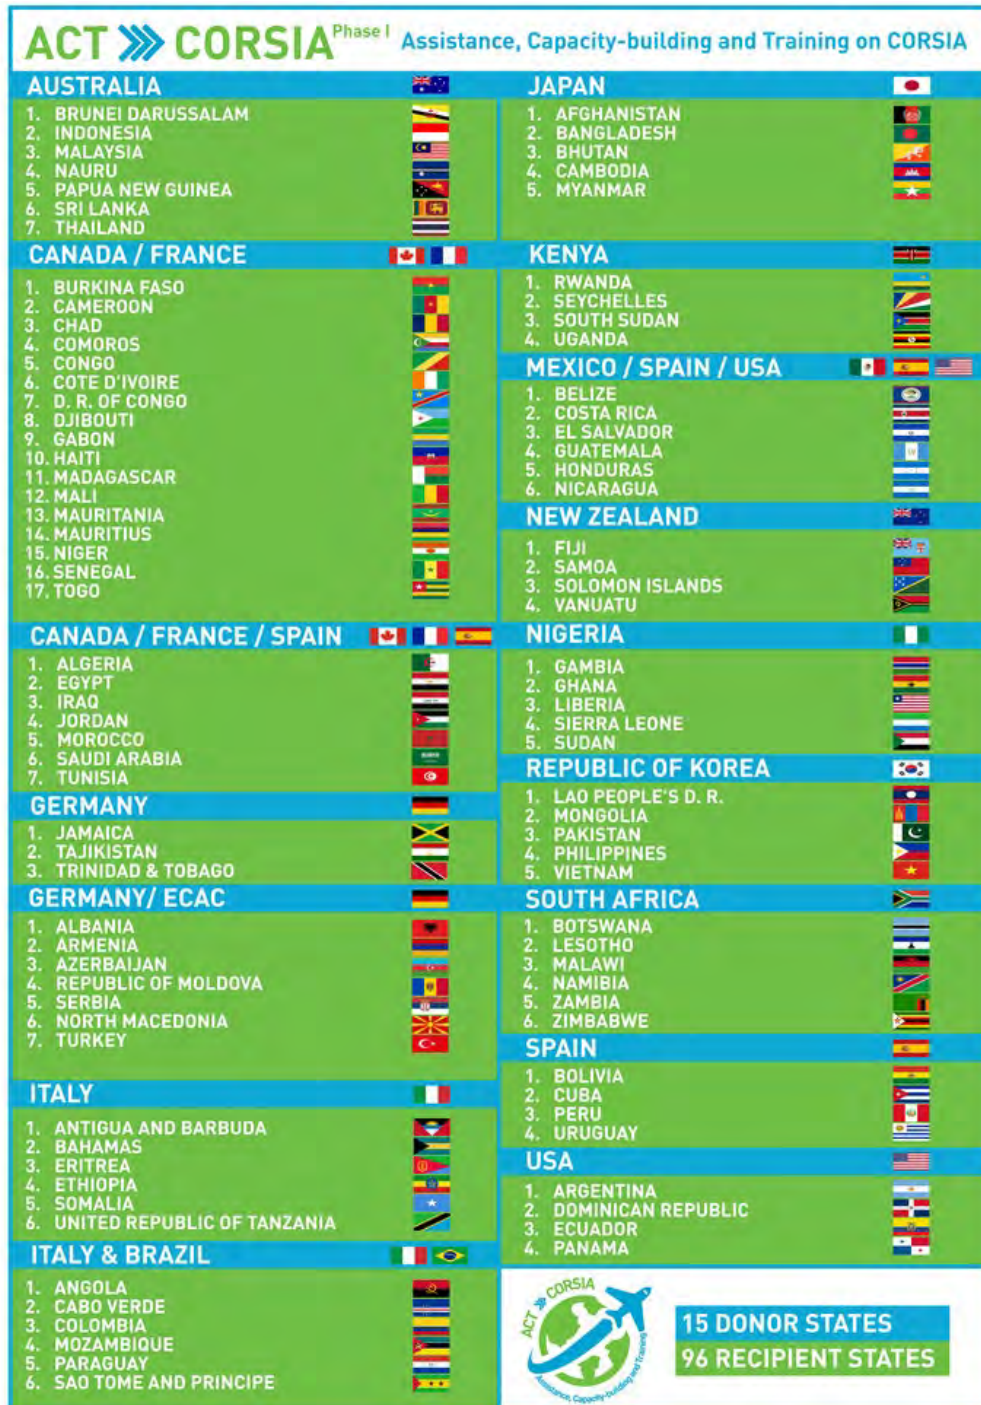 ACT CORSIA Phase I Assistance, Capacity-building and Training on CORSIA
AUSTRALIA
1. BRUNEI DARUSSALAM
2. INDONESIA
3. MALAYSIA
4. NAURU
5. PAPUA NEW GUINEA
6. SRI LANKA
7. THAILAND
CANADA / FRANCE
1. BURKINA FASO
2. CAMEROON
3. CHAD
4. COMOROS
5. CONGO
6. COTE D'IVOIRE
7. D. R. OF CONGO
8. DJIBOUTI
9. GABON
10. HAITI
11. MADAGASCAR
12. MALI
13. MAURITANIA
14. MAURITIUS
15. NIGER
16. SENEGAL
17. TOGO
CANADA / FRANCE / SPAIN
1. ALGERIA
2. EGYPT
3. IRAQ
4. JORDAN
5. MOROCCO
6. SAUDI ARABIA
7. TUNISIA
GERMANY
1. JAMAICA
2. TAJIKISTAN
3. TRINIDAD & TOBAGO
GERMANY/ ECAC
1. ALBANIA
2. ARMENIA
3. AZERBAIJAN
4. REPUBLIC OF MOLDOVA
5. SERBIA
6. NORTH MACEDONIA
7. TURKEY
ITALY
1. ANTIGUA AND BARBUDA
2. BAHAMAS
3. ERITREA
4. ETHIOPIA
5. SOMALIA
6. UNITED REPUBLIC OF TANZANIA
ITALY & BRAZIL
1. ANGOLA
2. CABO VERDE
3. COLOMBIA
4. MOZAMBIQUE
5. PARAGUAY
6. SAO TOME AND PRINCIPE
JAPAN
1. AFGHANISTAN
2. BANGLADESH
3. BHUTAN
4. CAMBODIA
5. MYANMAR
KENYA
1. RWANDA
2. SEYCHELLES
3. SOUTH SUDAN
4. UGANDA
MEXICO / SPAIN / USA
1. BELIZE
2. COSTA RICA
3. EL SALVADOR
4. GUATEMALA
5. HONDURAS
6. NICARAGUA
NEW ZEALAND
1. FIJI
2. SAMOA
3. SOLOMON ISLANDS
4. VANUATU
NIGERIA
1. GAMBIA
2. GHANA
3. LIBERIA
4. SIERRA LEONE
5. SUDAN
REPUBLIC OF KOREA
1. LAO PEOPLE'S D. R.
2. MONGOLIA
3. PAKISTAN
4. PHILIPPINES
5. VIETNAM
SOUTH AFRICA
1. BOTSWANA
2. LESOTHO
3. MALAWI
4. NAMIBIA
5. ZAMBIA
6. ZIMBABWE
SPAIN
1. BOLIVIA
2. CUBA
3. PERU
4. URUGUAY
USA
1. ARGENTINA
2. DOMINICAN REPUBLIC
3. ECUADOR
4. PANAMA
ACT CORSIA
Assistance, Capacity-building and Training
15 DONOR STATES
96 RECIPIENT STATES